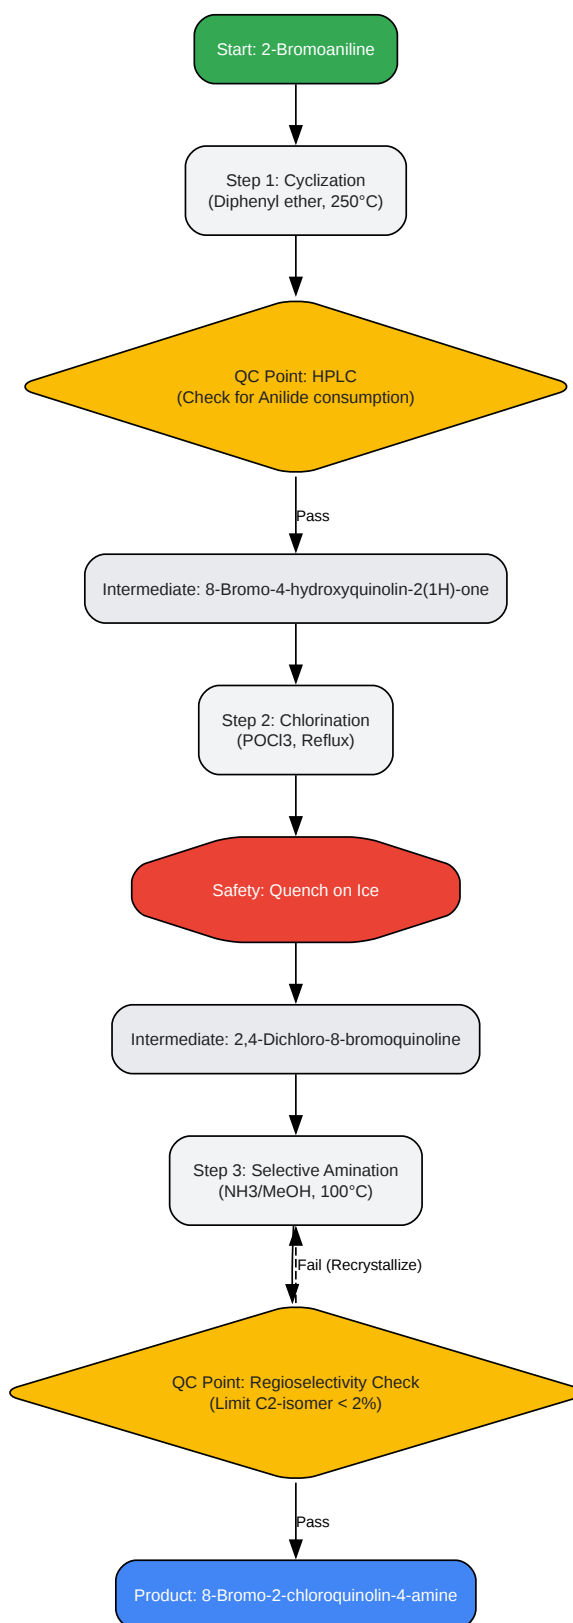 Start: 2-Bromoaniline
Step 1: Cyclization
(Diphenyl ether, 250°C)
QC Point: HPLC
(Check for Anilide consumption)
Pass
Intermediate: 8-Bromo-4-hydroxyquinolin-2(1H)-one
Step 2: Chlorination
(POCl3, Reflux)
Safety: Quench on Ice
Intermediate: 2,4-Dichloro-8-bromoquinoline
Step 3: Selective Amination
(NH3/MeOH, 100°C)
Fail (Recrystallize)
QC Point: Regioselectivity Check
(Limit C2-isomer < 2%)
Pass
Product: 8-Bromo-2-chloroquinolin-4-amine